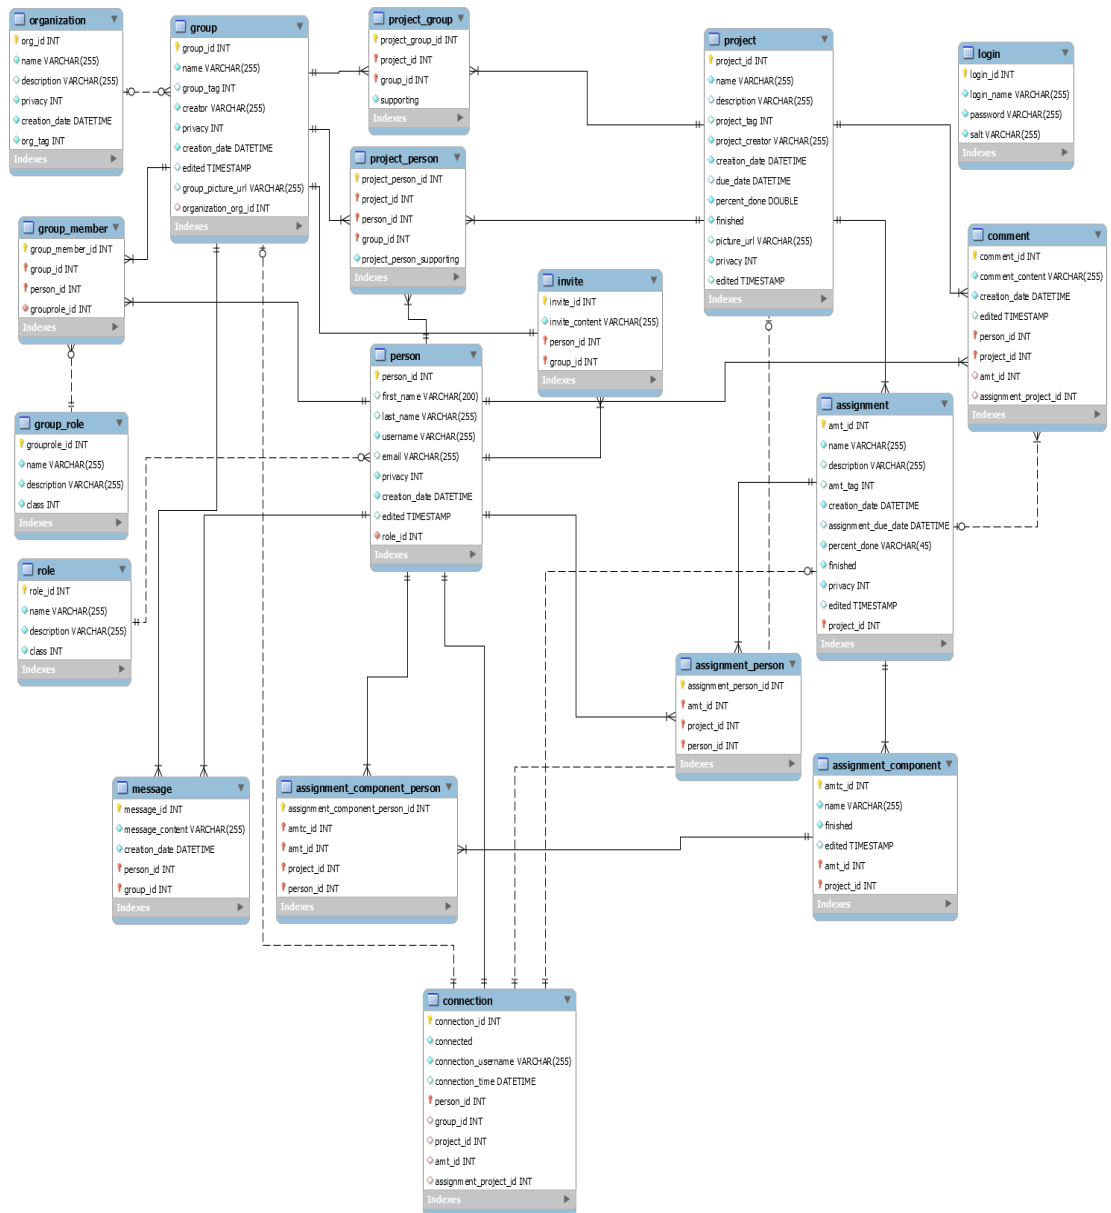 organization
org_id INT
name VARCHAR(255)
description VARCHAR(255)
privacy INT
creation_date DATETIME
org_tag INT
Indexes
group
group_id INT
name VARCHAR(255)
group_tag INT
creator VARCHAR(255)
privacy INT
creation_date DATETIME
edited TIMESTAMP
group_picture_url VARCHAR(255)
organization_org_id INT
Indexes
project_group
project_group_id INT
project_id INT
group_id INT
supporting
Indexes
project
project_id INT
name VARCHAR(255)
description VARCHAR(255)
project_tag INT
project_creator VARCHAR(255)
creation_date DATETIME
due_date DATETIME
percent_done DOUBLE
finished
picture_url VARCHAR(255)
privacy INT
edited TIMESTAMP
Indexes
login
login_id INT
login_name VARCHAR(255)
password VARCHAR(255)
salt VARCHAR(255)
Indexes
project_person
project_person_id INT
project_id INT
person_id INT
group_id INT
project_person_supporting
Indexes
group_member
group_member_id INT
group_id INT
person_id INT
grouprole_id INT
Indexes
invite
invite_id INT
invite_content VARCHAR(255)
person_id INT
group_id INT
Indexes
comment
comment_id INT
comment_content VARCHAR(255)
creation_date DATETIME
edited TIMESTAMP
person_id INT
project_id INT
amt_id INT
assignment_project_id INT
Indexes
person
person_id INT
first_name VARCHAR(200)
last_name VARCHAR(255)
username VARCHAR(255)
email VARCHAR(255)
privacy INT
creation_date DATETIME
edited TIMESTAMP
role_id INT
Indexes
group_role
grouprole_id INT
name VARCHAR(255)
description VARCHAR(255)
class INT
Indexes
assignment
amt_id INT
name VARCHAR(255)
description VARCHAR(255)
amt_tag INT
creation_date DATETIME
assignment_due_date DATETIME
percent_done VARCHAR(45)
finished
privacy INT
edited TIMESTAMP
project_id INT
Indexes
role
role_id INT
name VARCHAR(255)
description VARCHAR(255)
class INT
Indexes
assignment_person
assignment_person_id INT
amt_id INT
project_id INT
person_id INT
Indexes
message
message_id INT
message_content VARCHAR(255)
creation_date DATETIME
person_id INT
group_id INT
Indexes
assignment_component_person
assignment_component_person_id INT
amtc_id INT
amt_id INT
project_id INT
person_id INT
Indexes
assignment_component
amtc_id INT
name VARCHAR(255)
finished
edited TIMESTAMP
amt_id INT
project_id INT
Indexes
connection
connection_id INT
connected
connection_username VARCHAR(255)
connection_time DATETIME
person_id INT
group_id INT
project_id INT
amt_id INT
assignment_project_id INT
Indexes